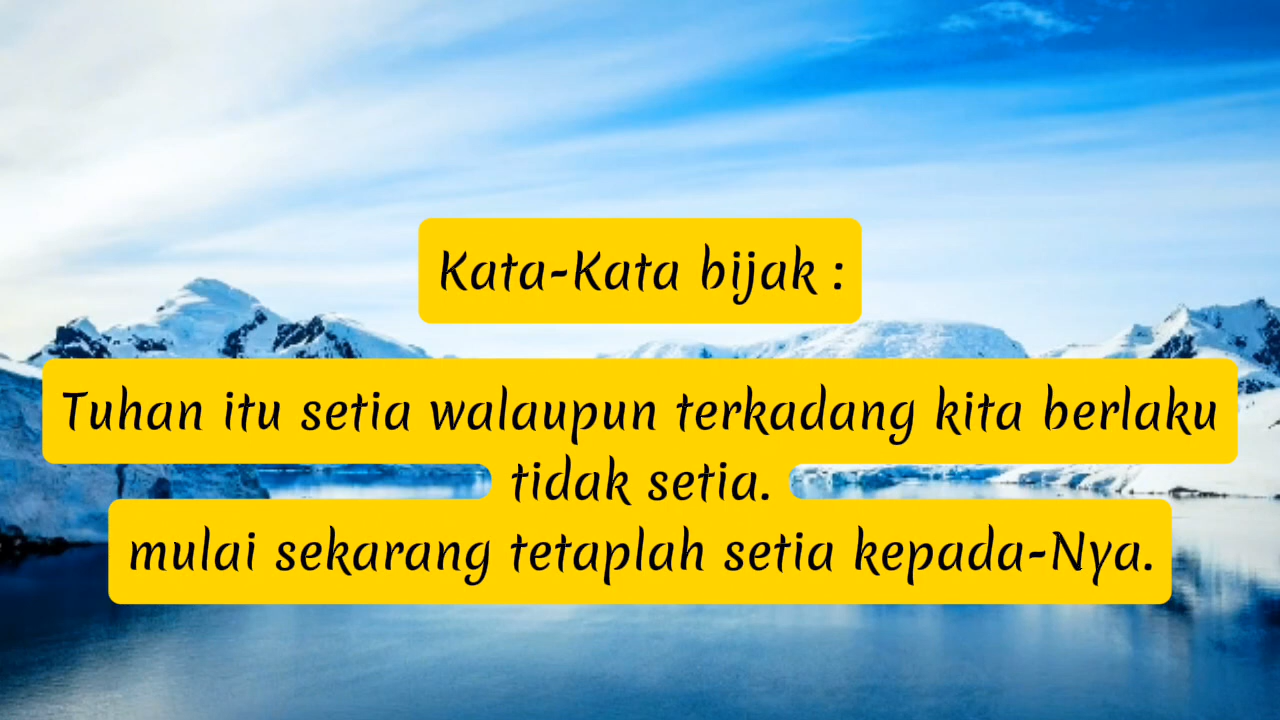 Kata-Kata bijak :
Tuhan itu setia walaupun terkadang kita berlaku
tidak setia.
mulai sekarang tetaplah setia kepada-Nya.